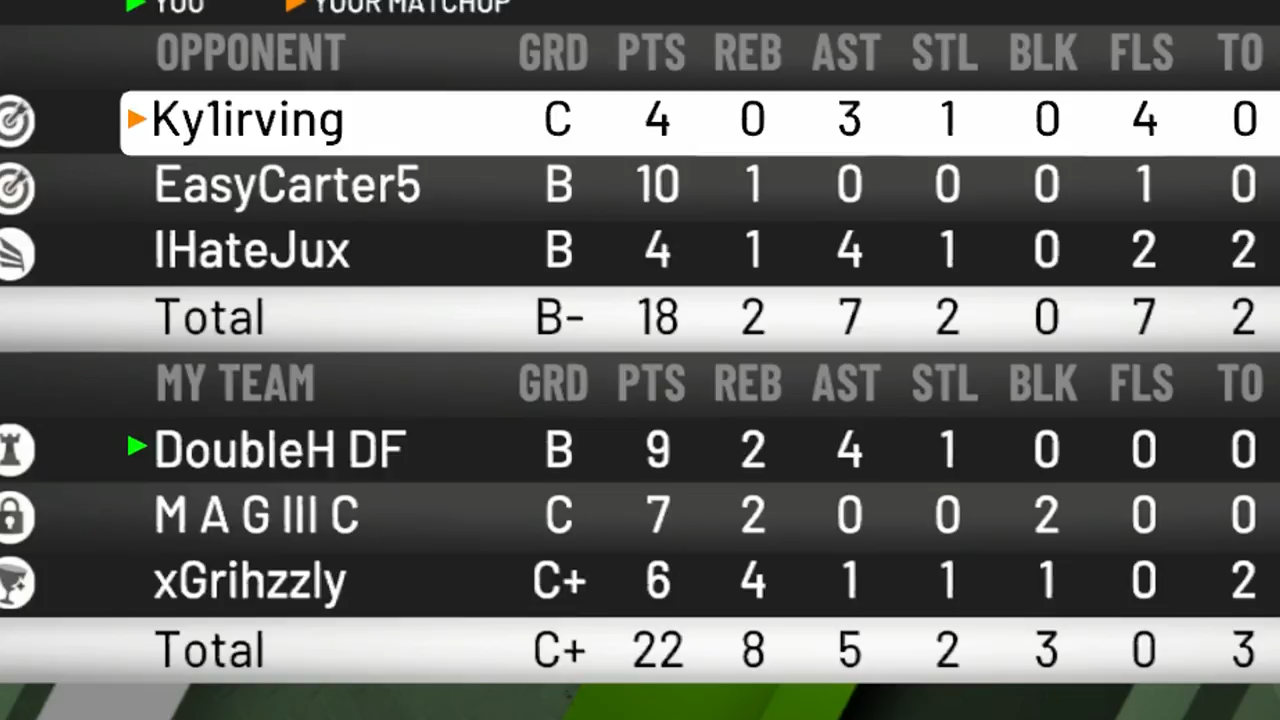 YOU YOUR MATCHUP
OPPONENT GRD PTS REB AST STL BLK FLS TO
Ky1irving C 4 0 3 1 0 4 0
EasyCarter5 B 10 1 0 0 0 1 0
IHateJux B 4 1 4 1 0 2 2
Total B- 18 2 7 2 0 7 2
MY TEAM GRD PTS REB AST STL BLK FLS TO
DoubleH DF B 9 2 4 1 0 0 0
M A G III C C 7 2 0 0 2 0 0
xGrihzzly C+ 6 4 1 1 1 0 2
Total C+ 22 8 5 2 3 0 3